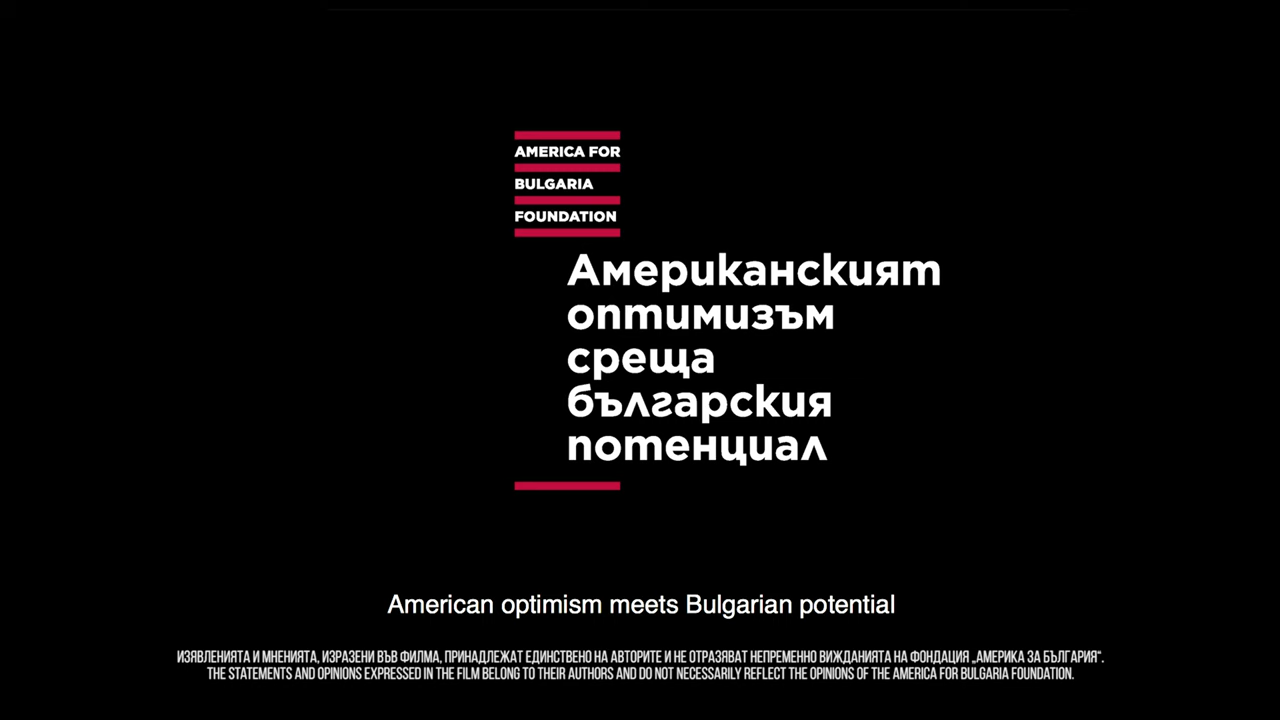 AMERICA FOR
BULGARIA
FOUNDATION
Американският
оптимизъм
среща
българския
потенциал
American optimism meets Bulgarian potential
ИЗЯВЛЕНИЯТА И МНЕНИЯТА, ИЗРАЗЕНИ ВЪВ ФИЛМА, ПРИНАДЛЕЖАТ ЕДИНСТВЕНО НА АВТОРИТЕ И НЕ ОТРАЗЯВАТ НЕПРЕМЕННО ВИЖДАНИЯТА НА ФОНДАЦИЯ „АМЕРИКА ЗА БЪЛГАРИЯ“.
THE STATEMENTS AND OPINIONS EXPRESSED IN THE FILM BELONG TO THEIR AUTHORS AND DO NOT NECESSARILY REFLECT THE OPINIONS OF THE AMERICA FOR BULGARIA FOUNDATION.